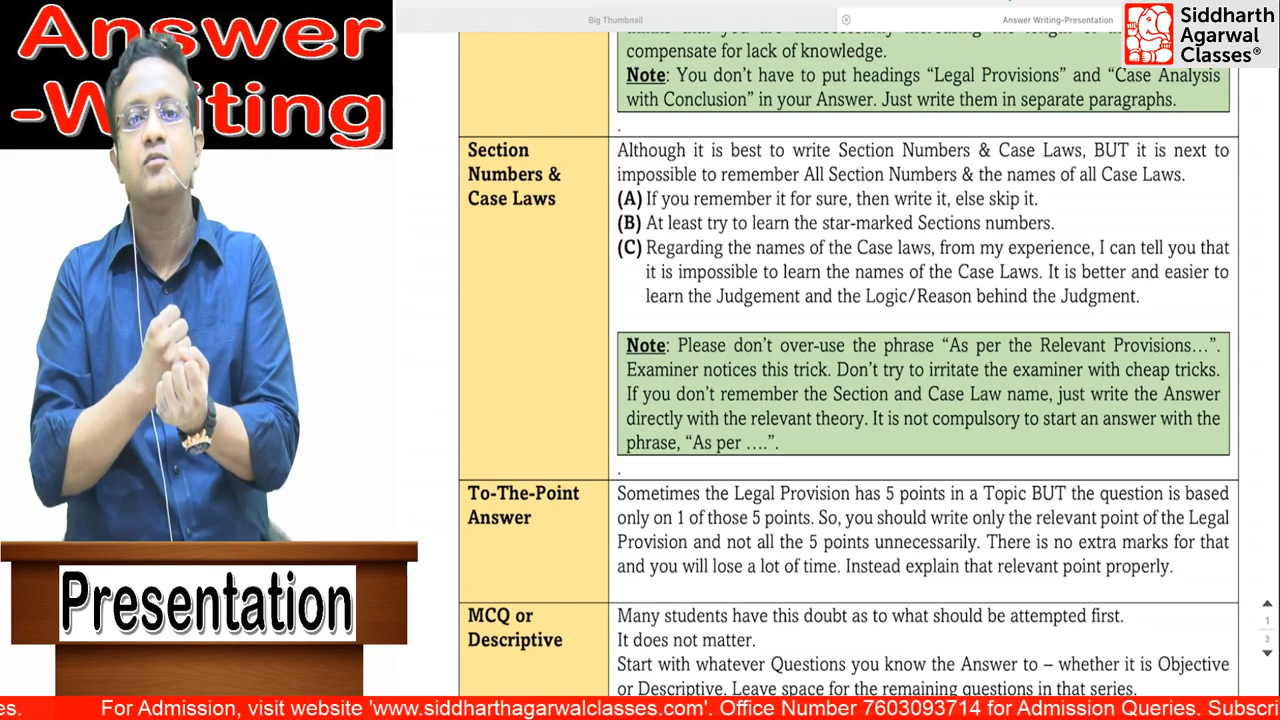 Answer
-Writing
Big Thumbnail
Answer Writing-Presentation
Siddharth
Agarwal
Classes®
compensate for lack of knowledge.
Note: You don't have to put headings "Legal Provisions" and "Case Analysis
with Conclusion" in your Answer. Just write them in separate paragraphs.
.
Section
Numbers &
Case Laws
Although it is best to write Section Numbers & Case Laws, BUT it is next to
impossible to remember All Section Numbers & the names of all Case Laws.
(A) If you remember it for sure, then write it, else skip it.
(B) At least try to learn the star-marked Sections numbers.
(C) Regarding the names of the Case laws, from my experience, I can tell you that
it is impossible to learn the names of the Case Laws. It is better and easier to
learn the Judgement and the Logic/Reason behind the Judgment.
Note: Please don't over-use the phrase "As per the Relevant Provisions...".
Examiner notices this trick. Don't try to irritate the examiner with cheap tricks.
If you don't remember the Section and Case Law name, just write the Answer
directly with the relevant theory. It is not compulsory to start an answer with the
phrase, "As per ....".
.
To-The-Point
Answer
Sometimes the Legal Provision has 5 points in a Topic BUT the question is based
only on 1 of those 5 points. So, you should write only the relevant point of the Legal
Provision and not all the 5 points unnecessarily. There is no extra marks for that
and you will lose a lot of time. Instead explain that relevant point properly.
MCQ or
Descriptive
Many students have this doubt as to what should be attempted first.
It does not matter.
Start with whatever Questions you know the Answer to – whether it is Objective
or Descriptive. Leave space for the remaining questions in that series.
1
3
Presentation
es. For Admission, visit website 'www.siddharthagarwalclasses.com'. Office Number 7603093714 for Admission Queries. Subscri